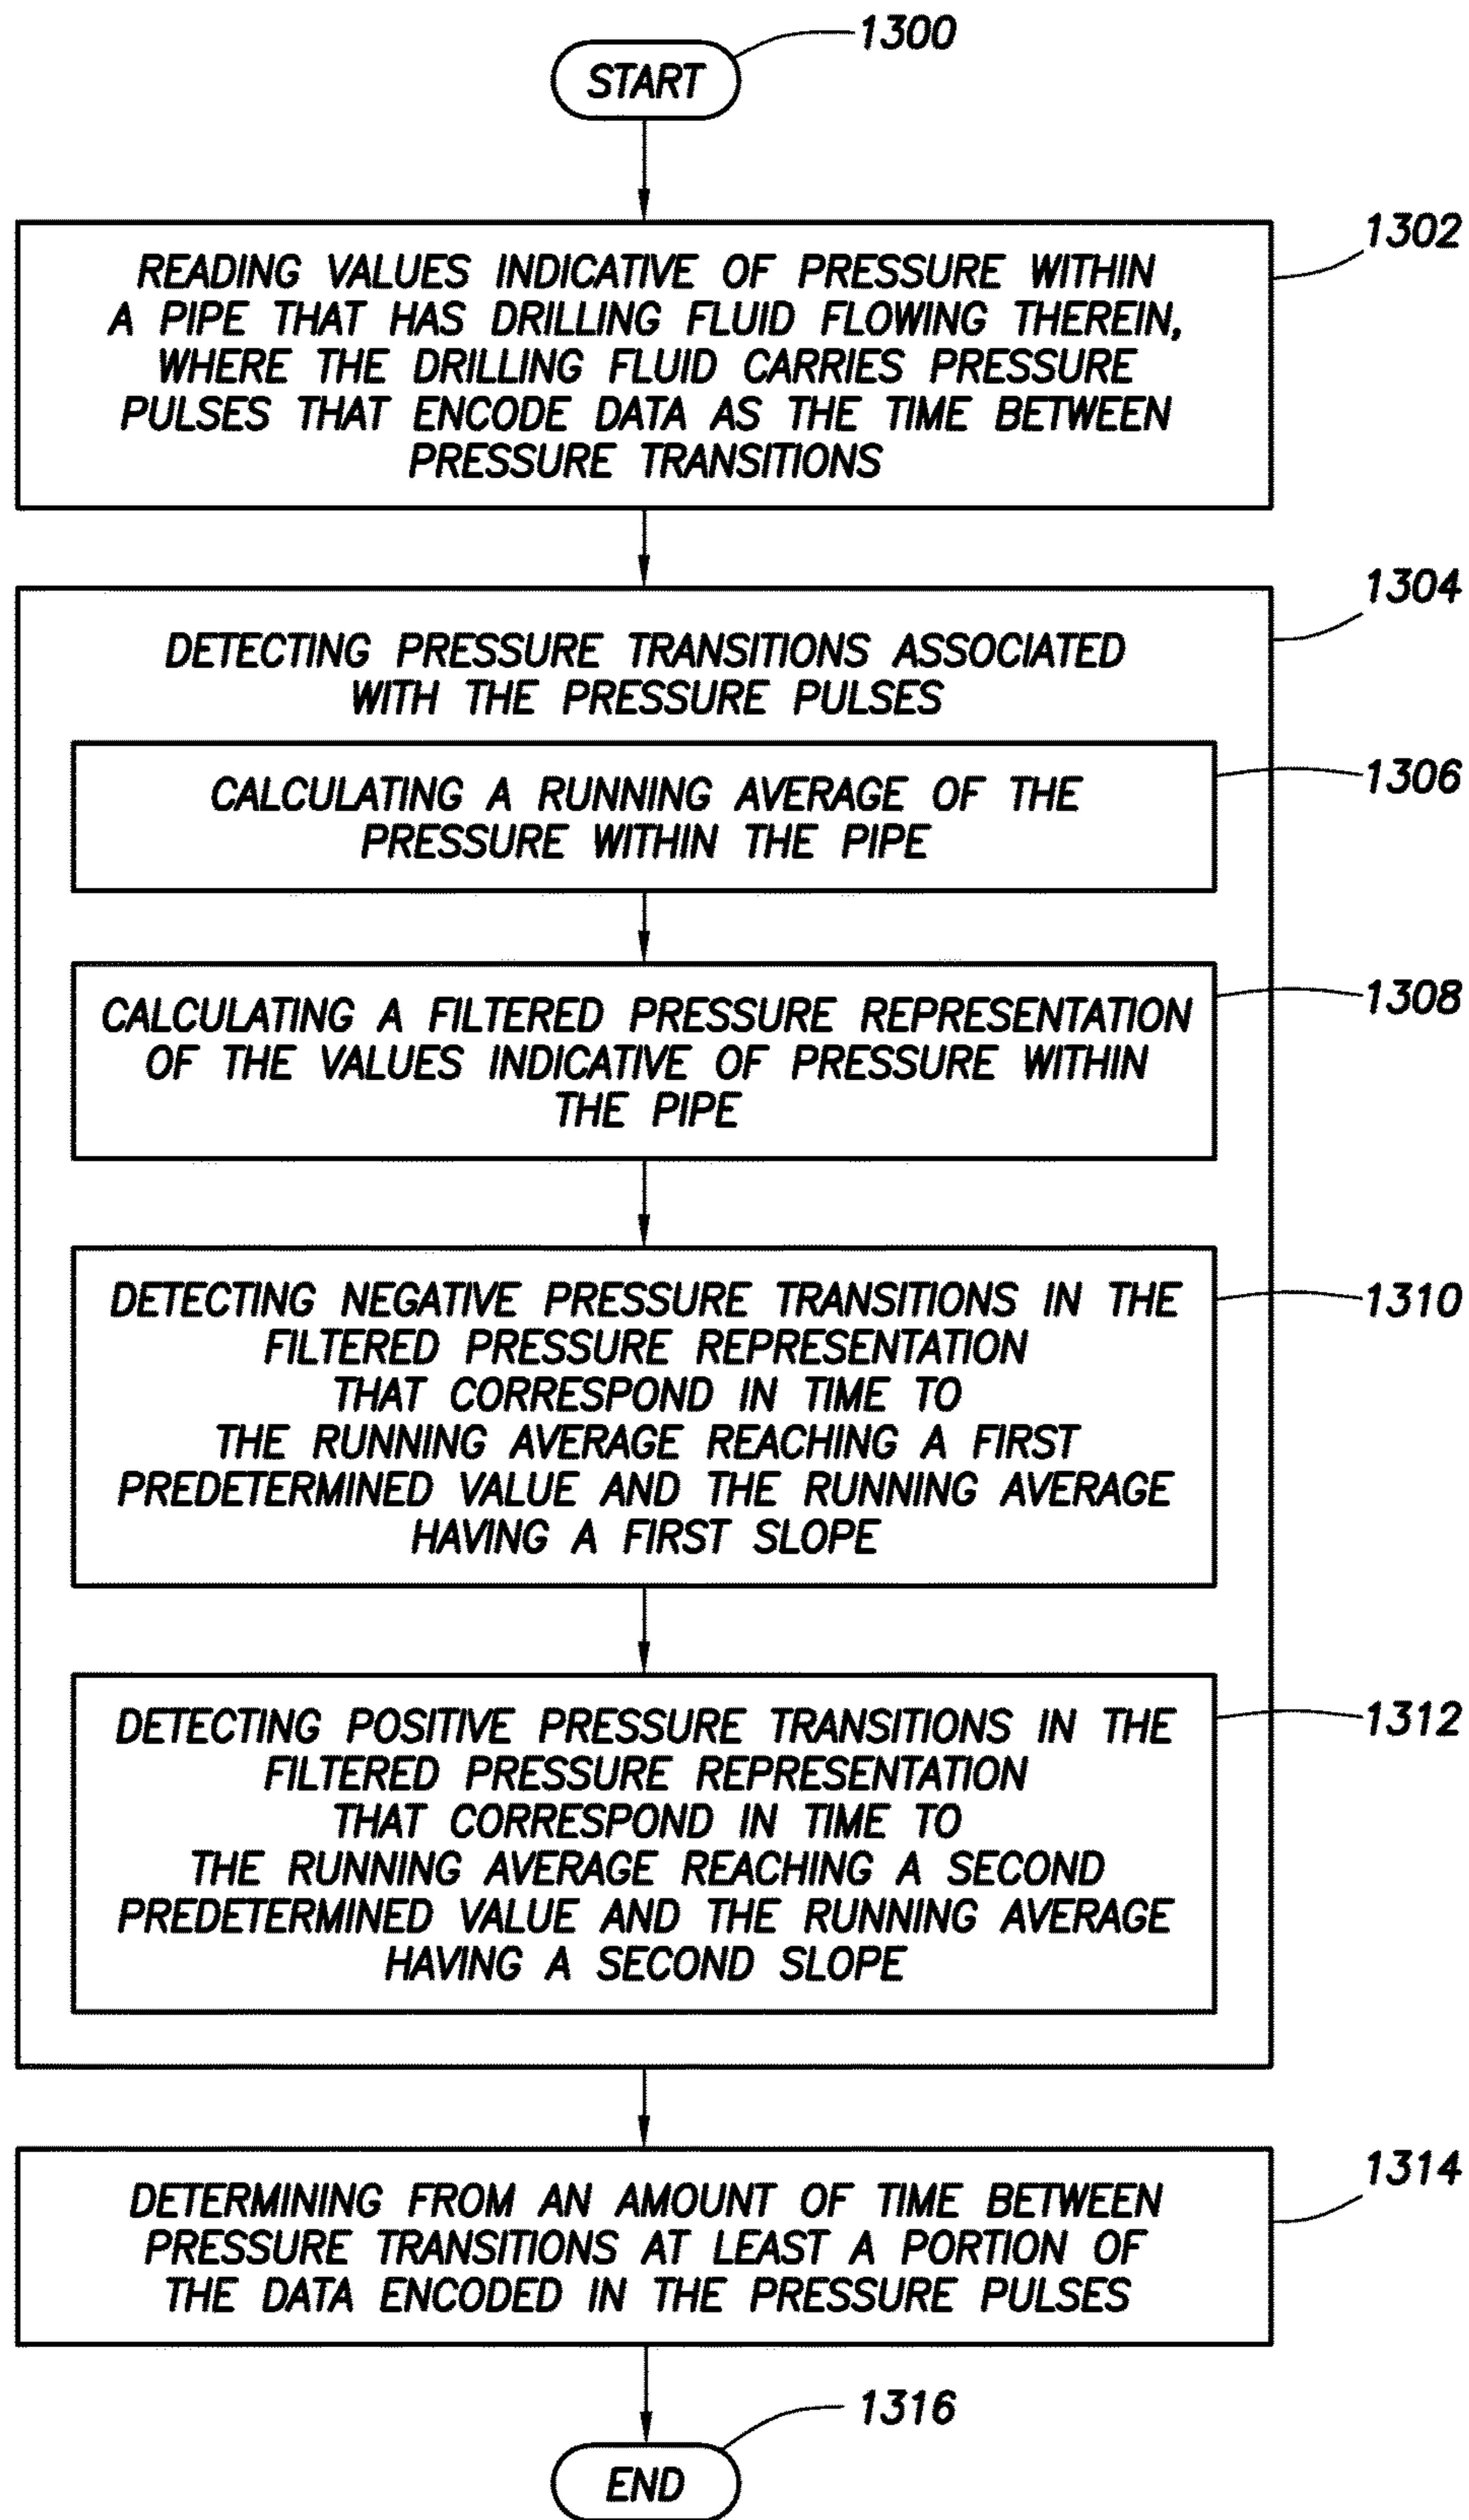 1300
START
1302
READING VALUES INDICATIVE OF PRESSURE WITHIN
A PIPE THAT HAS DRILLING FLUID FLOWING THEREIN,
WHERE THE DRILLING FLUID CARRIES PRESSURE
PULSES THAT ENCODE DATA AS THE TIME BETWEEN
PRESSURE TRANSITIONS
1304
DETECTING PRESSURE TRANSITIONS ASSOCIATED
WITH THE PRESSURE PULSES
1306
CALCULATING A RUNNING AVERAGE OF THE
PRESSURE WITHIN THE PIPE
1308
CALCULATING A FILTERED PRESSURE REPRESENTATION
OF THE VALUES INDICATIVE OF PRESSURE WITHIN
THE PIPE
1310
DETECTING NEGATIVE PRESSURE TRANSITIONS IN THE
FILTERED PRESSURE REPRESENTATION
THAT CORRESPOND IN TIME TO
THE RUNNING AVERAGE REACHING A FIRST
PREDETERMINED VALUE AND THE RUNNING AVERAGE
HAVING A FIRST SLOPE
1312
DETECTING POSITIVE PRESSURE TRANSITIONS IN THE
FILTERED PRESSURE REPRESENTATION
THAT CORRESPOND IN TIME TO
THE RUNNING AVERAGE REACHING A SECOND
PREDETERMINED VALUE AND THE RUNNING AVERAGE
HAVING A SECOND SLOPE
1314
DETERMINING FROM AN AMOUNT OF TIME BETWEEN
PRESSURE TRANSITIONS AT LEAST A PORTION OF
THE DATA ENCODED IN THE PRESSURE PULSES
1316
END